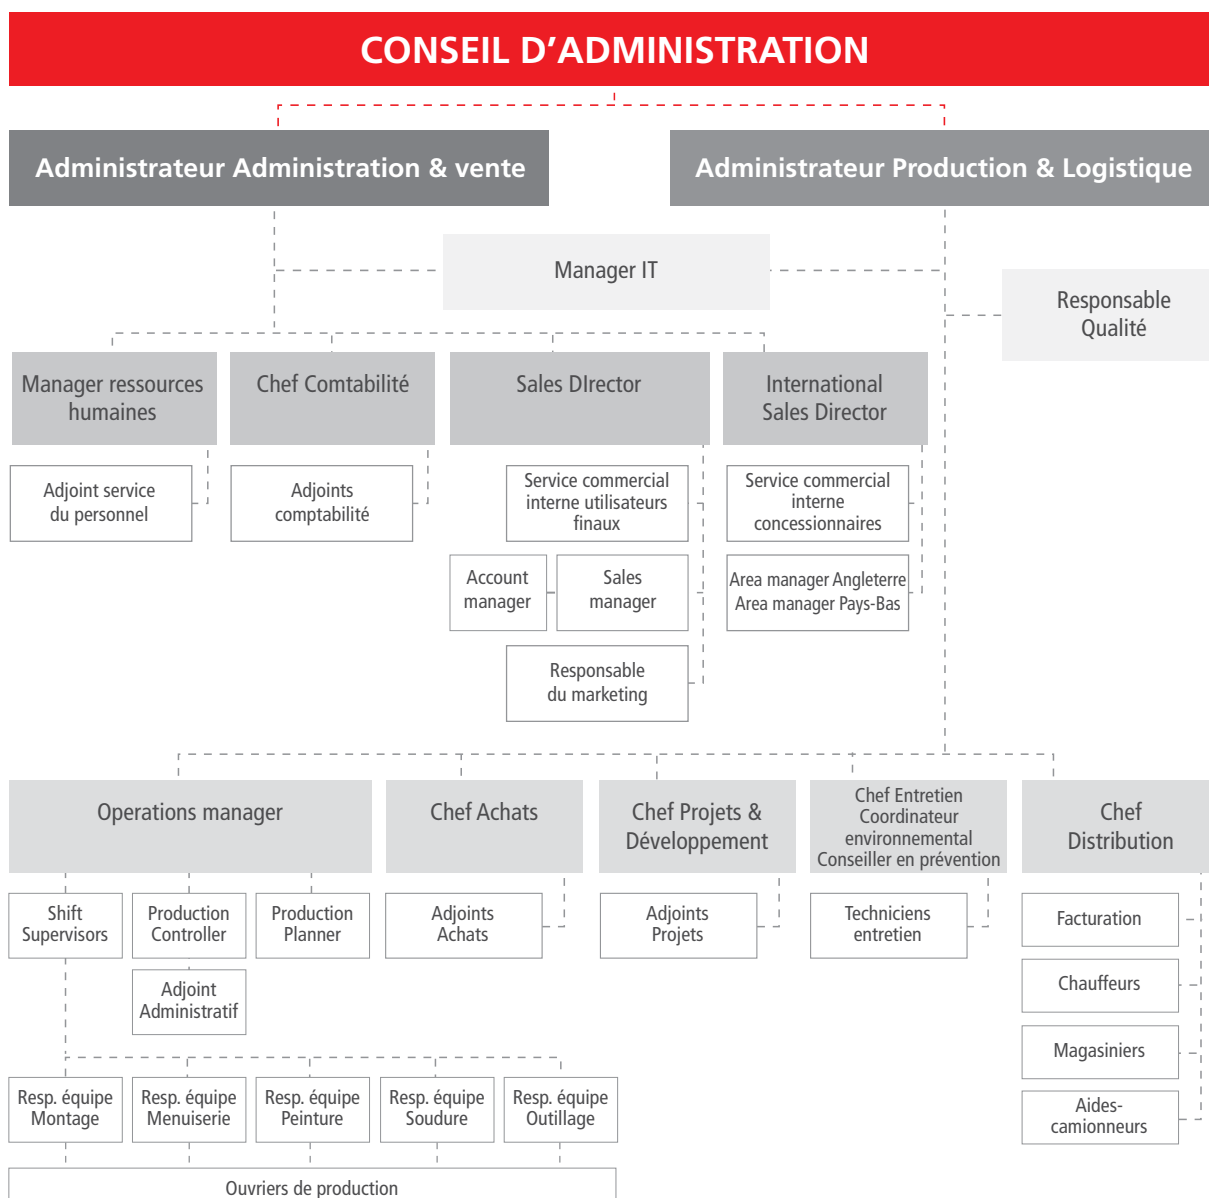 CONSEIL D’ADMINISTRATION
Administrateur Administration & vente
Administrateur Production & Logistique
Manager IT
Responsable
Qualité
Manager ressources
humaines
Chef Comtabilité
Sales DIrector
International
Sales Director
Adjoint service
du personnel
Adjoints
comptabilité
Service commercial
interne utilisateurs
finaux
Service commercial
interne
concessionnaires
Account
manager
Sales
manager
Area manager Angleterre
Area manager Pays-Bas
Responsable
du marketing
Operations manager
Chef Achats
Chef Projets &
Développement
Chef Entretien
Coordinateur
environnemental
Conseiller en prévention
Chef
Distribution
Shift
Supervisors
Production
Controller
Production
Planner
Adjoints
Achats
Adjoints
Projets
Techniciens
entretien
Facturation
Adjoint
Administratif
Chauffeurs
Magasiniers
Aides-
camionneurs
Resp. équipe
Montage
Resp. équipe
Menuiserie
Resp. équipe
Peinture
Resp. équipe
Soudure
Resp. équipe
Outillage
Ouvriers de production